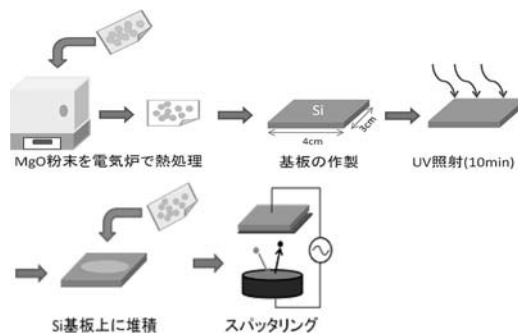 Si
4cm
3cm
MgO粉末を電気炉で熱処理
基板の作製
UV照射(10min)
Si基板上に堆積
スパッタリング